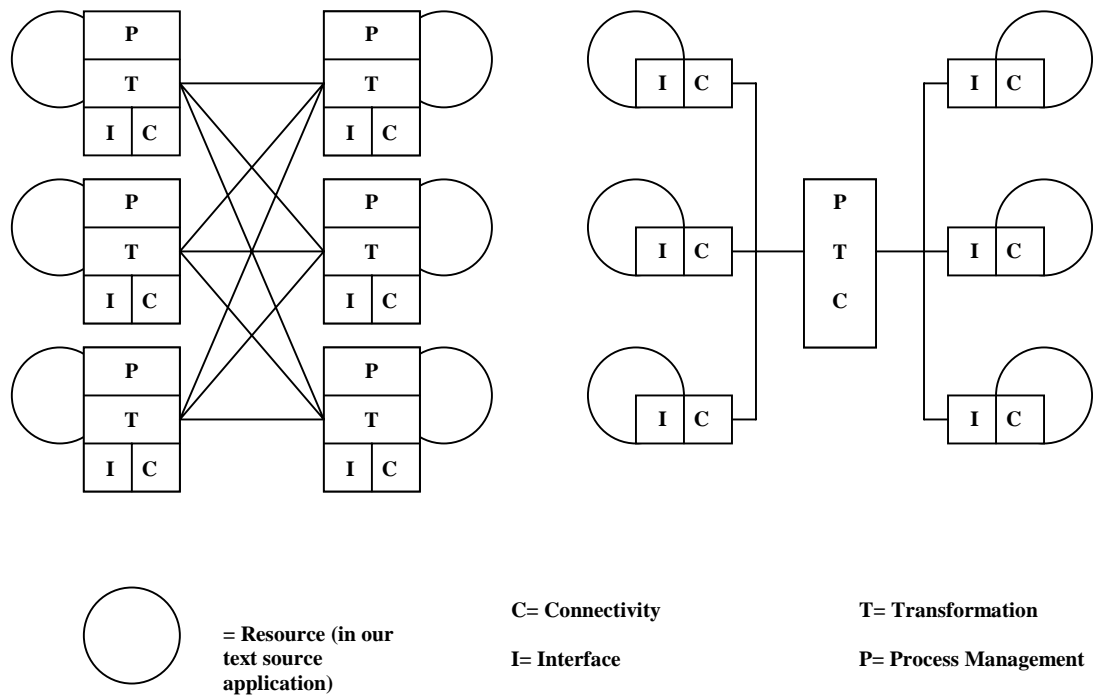 P P
T T I C I C
I C I C
P P P
T T I C T I C
I C I C C
P P
T T I C I C
I C I C
C= Connectivity T= Transformation
= Resource (in our
text source I= Interface P= Process Management
application)